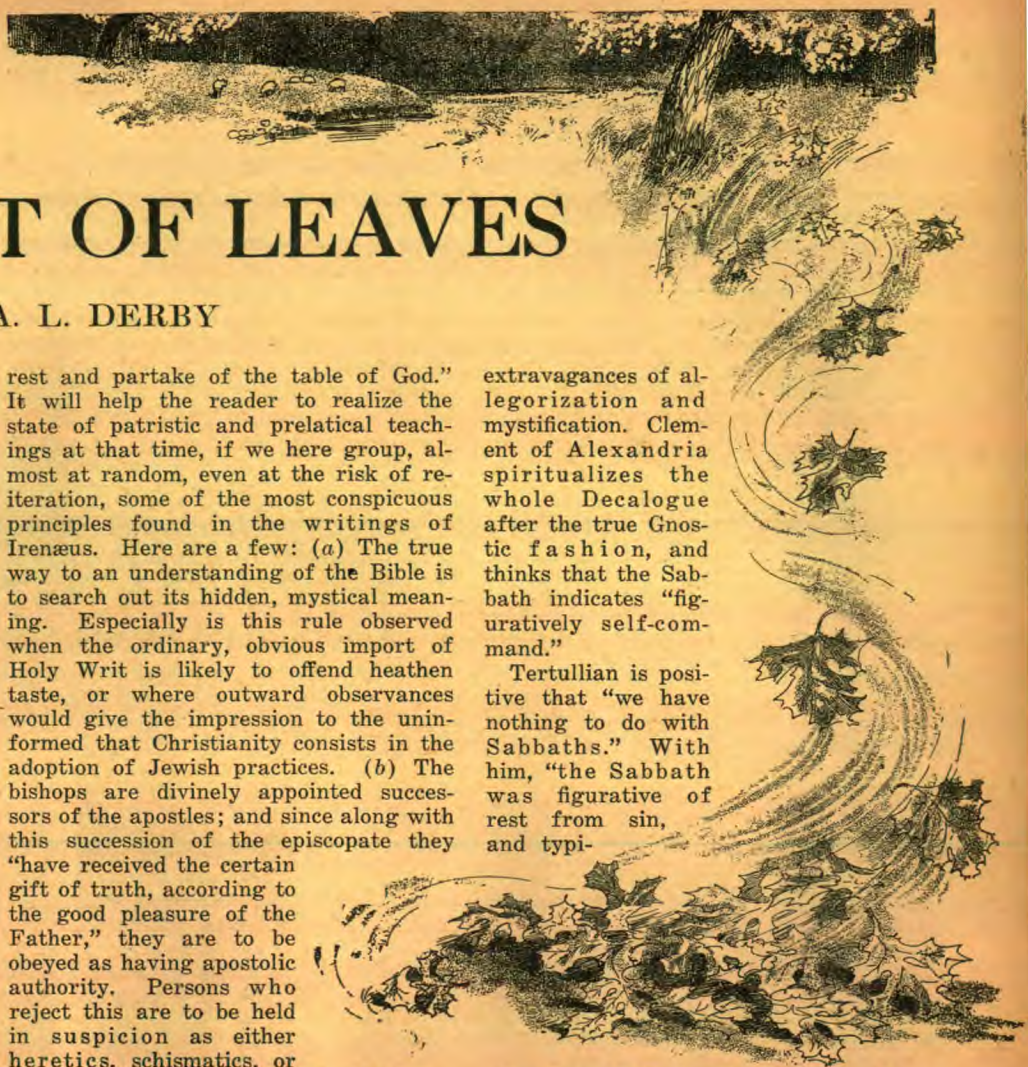 T OF LEAVES
A. L. DERBY
rest and partake of the table of God."
It will help the reader to realize the
state of patristic and prelatical teach-
ings at that time, if we here group, al-
most at random, even at the risk of re-
iteration, some of the most conspicuous
principles found in the writings of
Irenæus. Here are a few: (a) The true
way to an understanding of the Bible is
to search out its hidden, mystical mean-
ing. Especially is this rule observed
when the ordinary, obvious import of
Holy Writ is likely to offend heathen
taste, or where outward observances
would give the impression to the unin-
formed that Christianity consists in the
adoption of Jewish practices. (b) The
bishops are divinely appointed succes-
sors of the apostles; and since along with
this succession of the episcopate they
"have received the certain
gift of truth, according to
the good pleasure of the
Father," they are to be
obeyed as having apostolic
authority. Persons who
reject this are to be held
in suspicion as either
heretics, schismatics, or
extravagances of al-
legorization and
mystification. Clem-
ent of Alexandria
spiritualizes the
whole Decalogue
after the true Gnos-
tic fashion, and
thinks that the Sab-
bath indicates "fig-
uratively self-com-
mand."
Tertullian is posi-
tive that "we have
nothing to do with
Sabbaths." With
him, "the Sabbath
was figurative of
rest from sin,
and typi-